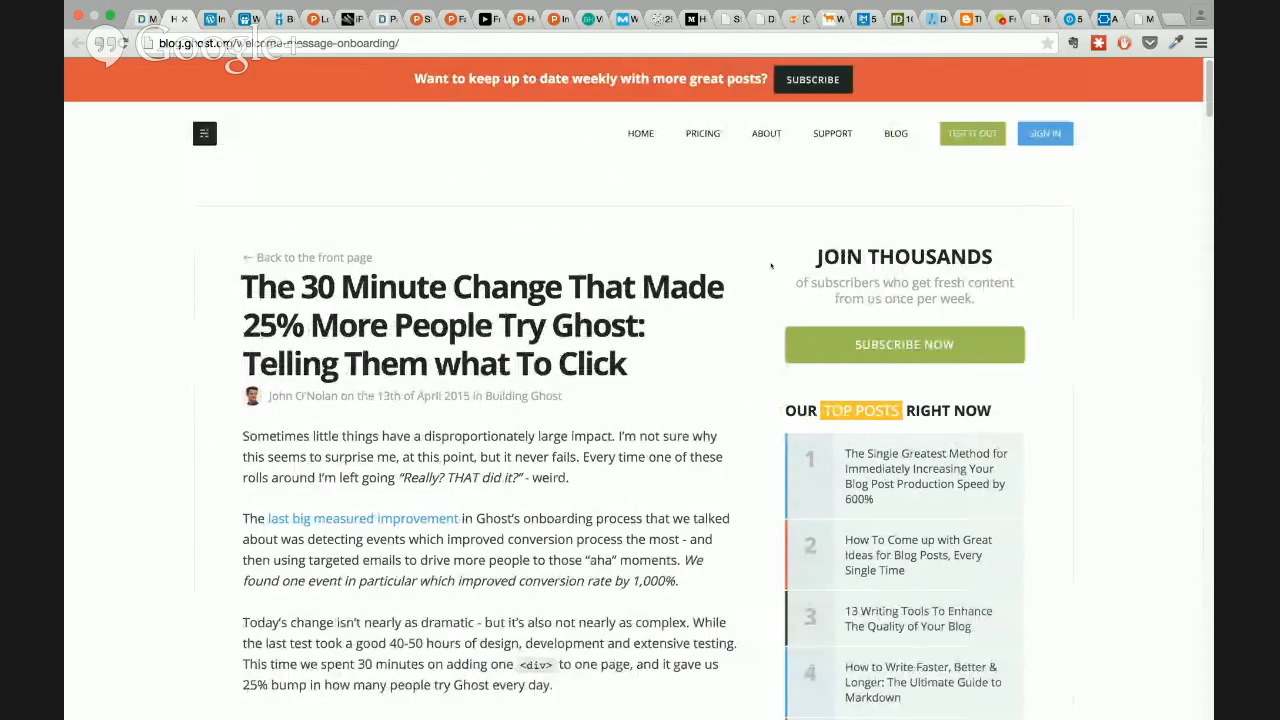 blog.ghost.org/welcome-message-onboarding/
Google+
Want to keep up to date weekly with more great posts? SUBSCRIBE
HOME PRICING ABOUT SUPPORT BLOG TEST IT OUT SIGN IN
← Back to the front page
The 30 Minute Change That Made
25% More People Try Ghost:
Telling Them what To Click
John O'Nolan on the 13th of April 2015 in Building Ghost
Sometimes little things have a disproportionately large impact. I'm not sure why
this seems to surprise me, at this point, but it never fails. Every time one of these
rolls around I'm left going "Really? THAT did it?" - weird.
The last big measured improvement in Ghost's onboarding process that we talked
about was detecting events which improved conversion process the most - and
then using targeted emails to drive more people to those "aha" moments. We
found one event in particular which improved conversion rate by 1,000%.
Today's change isn't nearly as dramatic - but it's also not nearly as complex. While
the last test took a good 40-50 hours of design, development and extensive testing.
This time we spent 30 minutes on adding one <div> to one page, and it gave us
25% bump in how many people try Ghost every day.
JOIN THOUSANDS
of subscribers who get fresh content
from us once per week.
SUBSCRIBE NOW
OUR TOP POSTS RIGHT NOW
1
The Single Greatest Method for
Immediately Increasing Your
Blog Post Production Speed by
600%
2
How To Come up with Great
Ideas for Blog Posts, Every
Single Time
3
13 Writing Tools To Enhance
The Quality of Your Blog
4
How to Write Faster, Better &
Longer: The Ultimate Guide to
Markdown